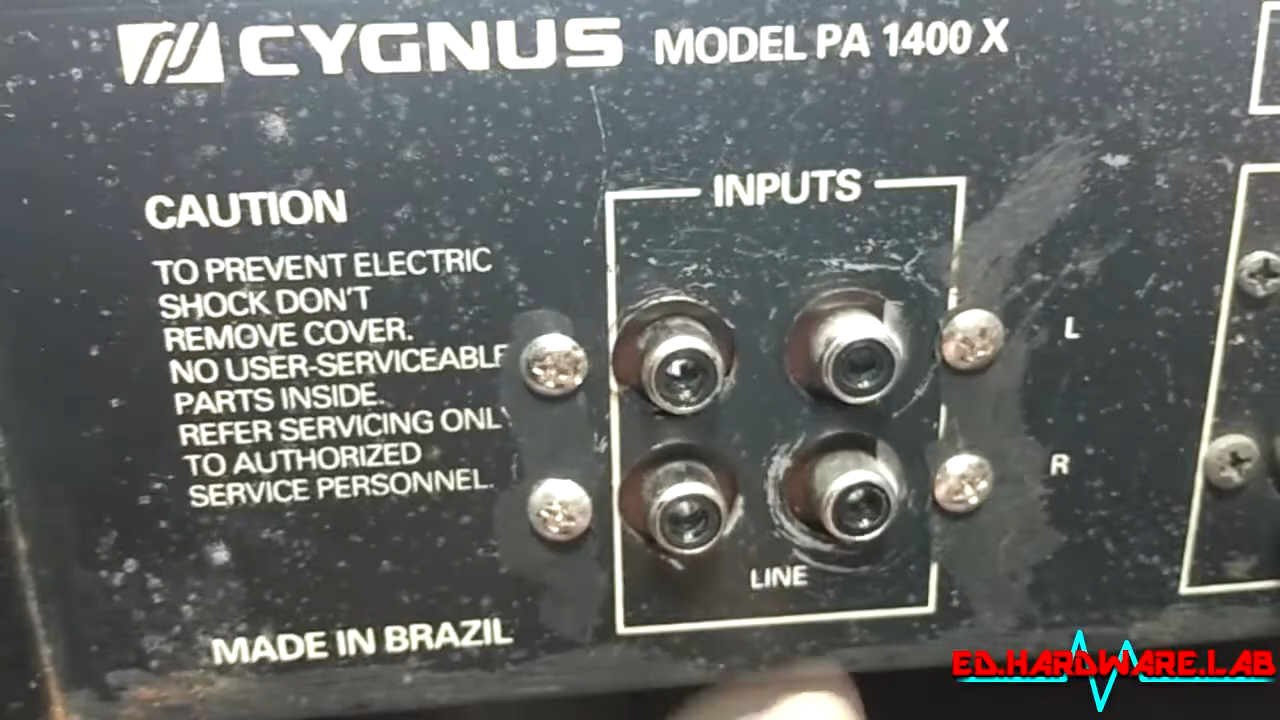 CYGNUS MODEL PA 1400 X
CAUTION
TO PREVENT ELECTRIC
SHOCK DON'T
REMOVE COVER.
NO USER-SERVICEABLE
PARTS INSIDE.
REFER SERVICING ONLY
TO AUTHORIZED
SERVICE PERSONNEL.
MADE IN BRAZIL
INPUTS
L
R
LINE
ED.HARDWARE.LAB